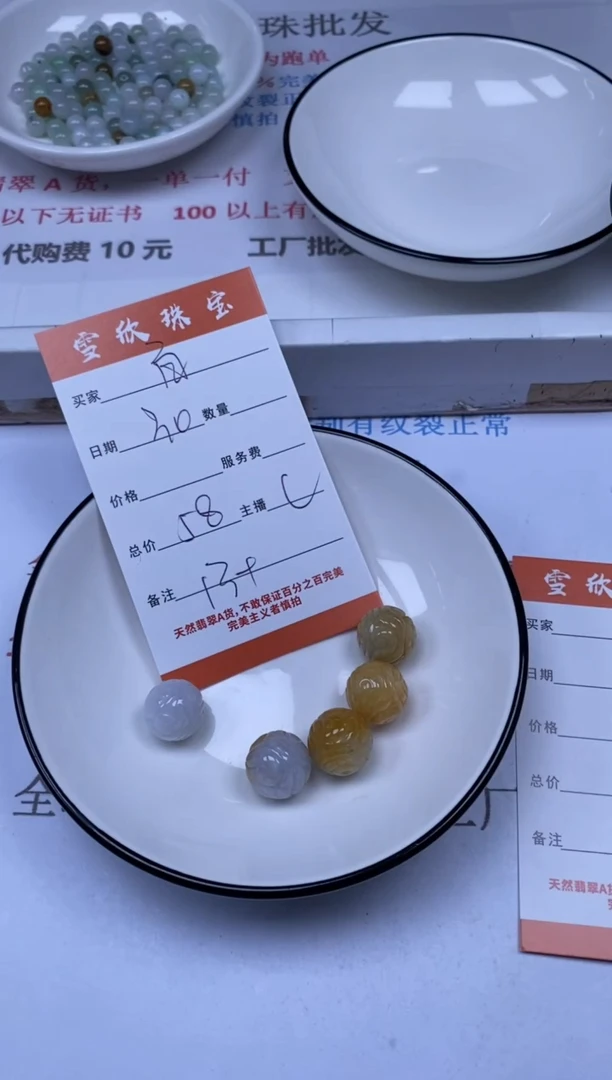 珠批发
内跑单
%完美
纹裂正
慎拍
翡翠A货，一单一付
以下无证书 100以上有
代购费10元 工厂批发
雪欣珠宝
买家
日期 30 数量
价格 服务费
总价 58 主播
备注
天然翡翠A货,不敢保证百分之百完美
完美主义者慎拍
有纹裂正常
全
雪欣
买家
日期
价格
总价
备注
天然翡翠A货